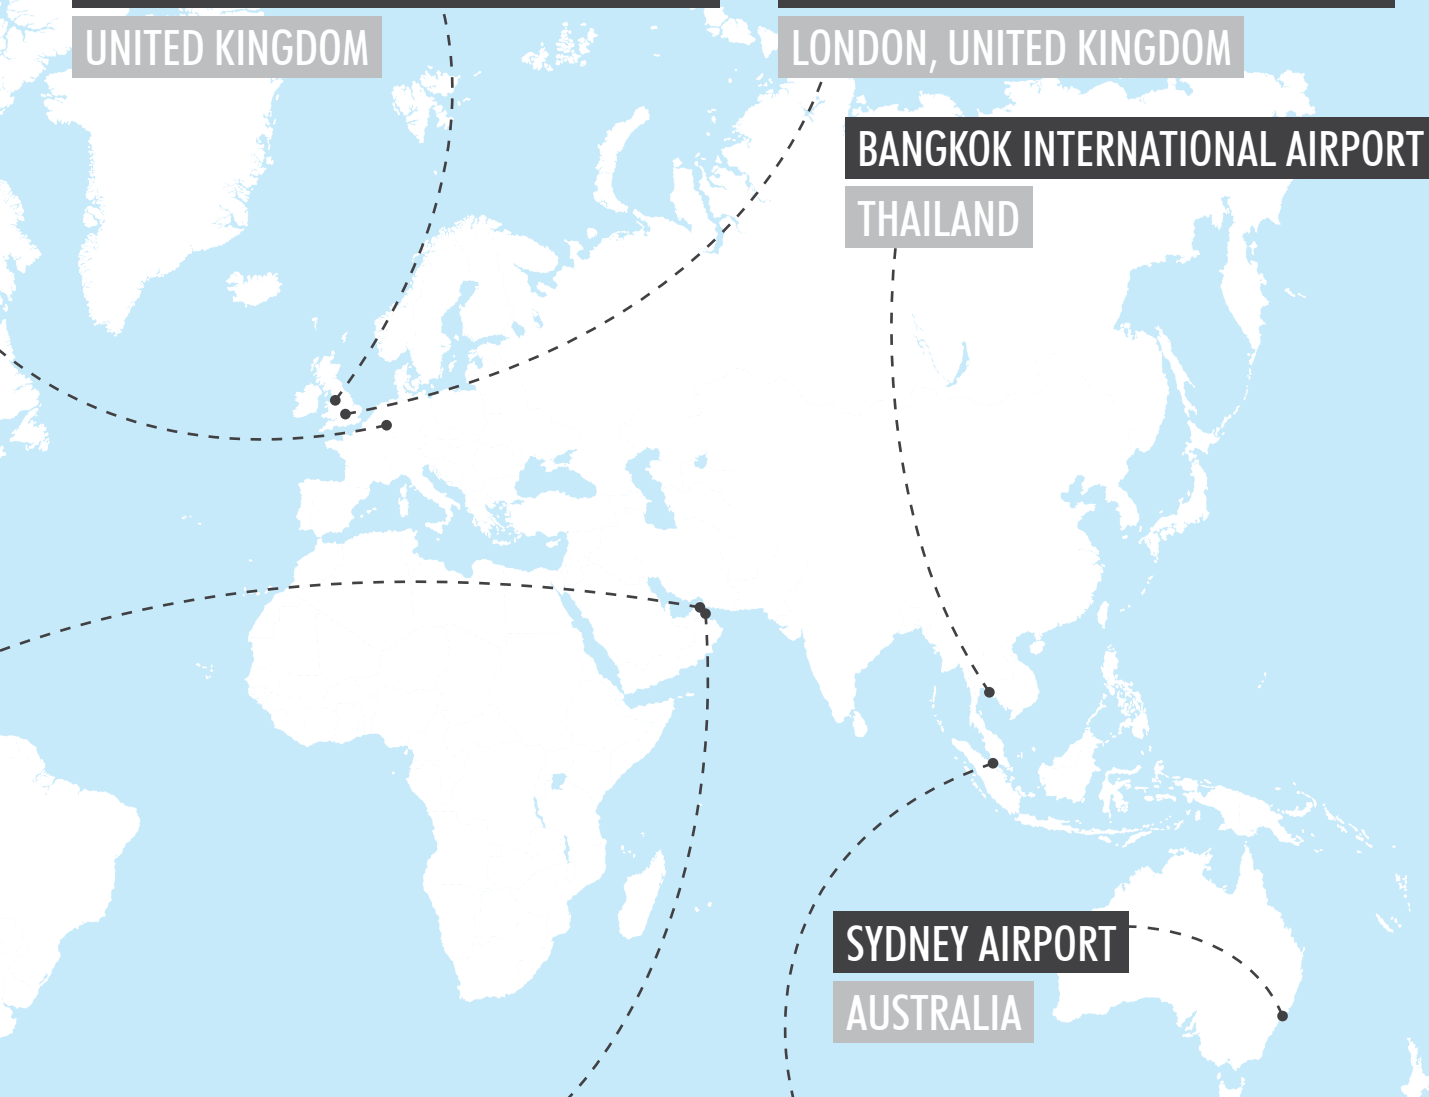 UNITED KINGDOM
LONDON, UNITED KINGDOM
BANGKOK INTERNATIONAL AIRPORT
THAILAND
SYDNEY AIRPORT
AUSTRALIA